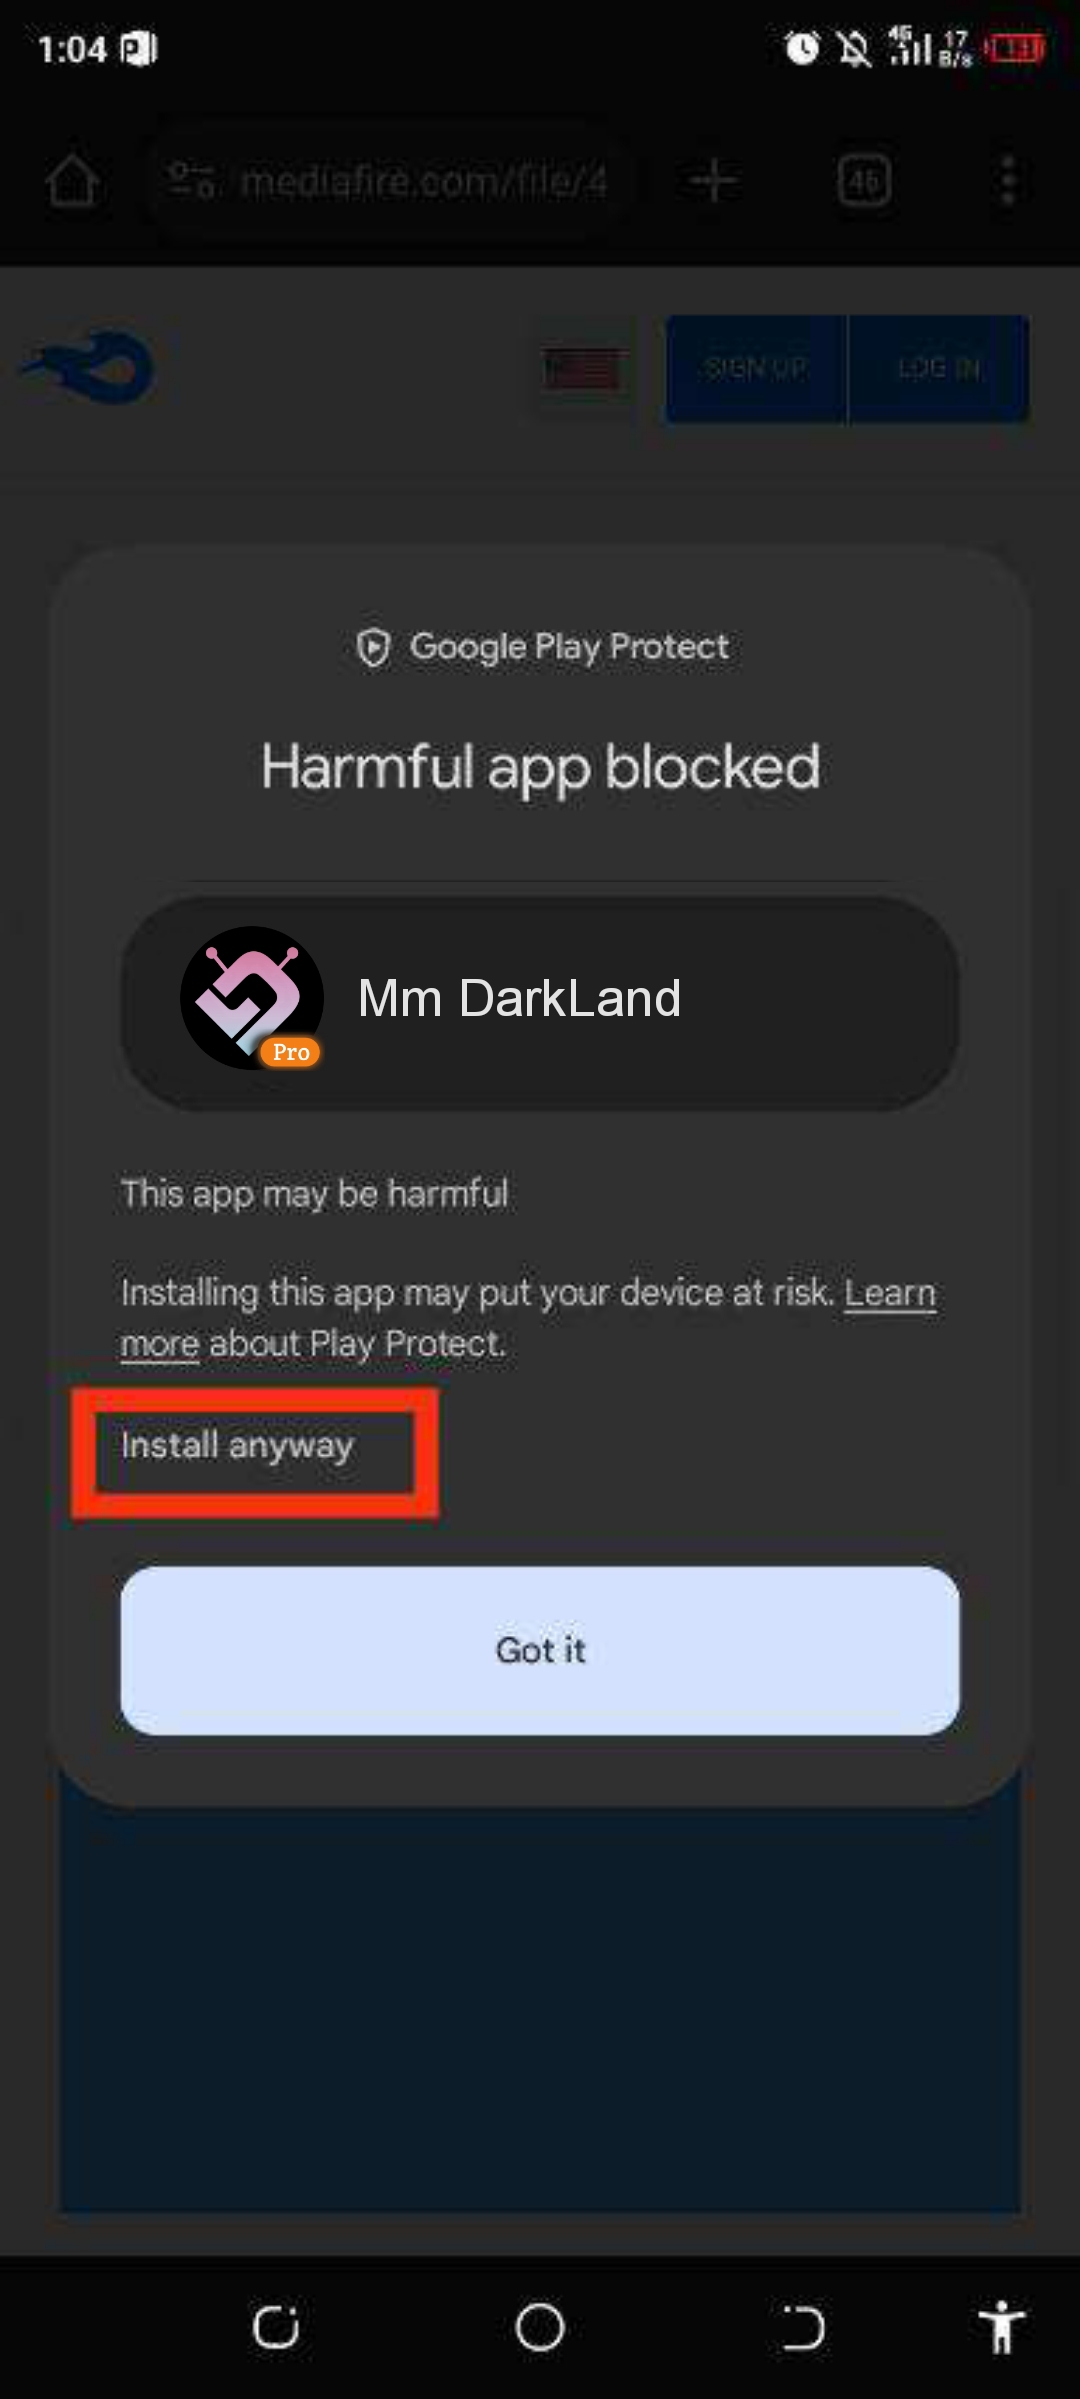 1:04
4G
17
B/s
mediafire.com/file/4
46
SIGN UP
LOG IN
Google Play Protect
Harmful app blocked
Mm DarkLand
Pro
This app may be harmful
Installing this app may put your device at risk. Learn
more about Play Protect.
Install anyway
Got it